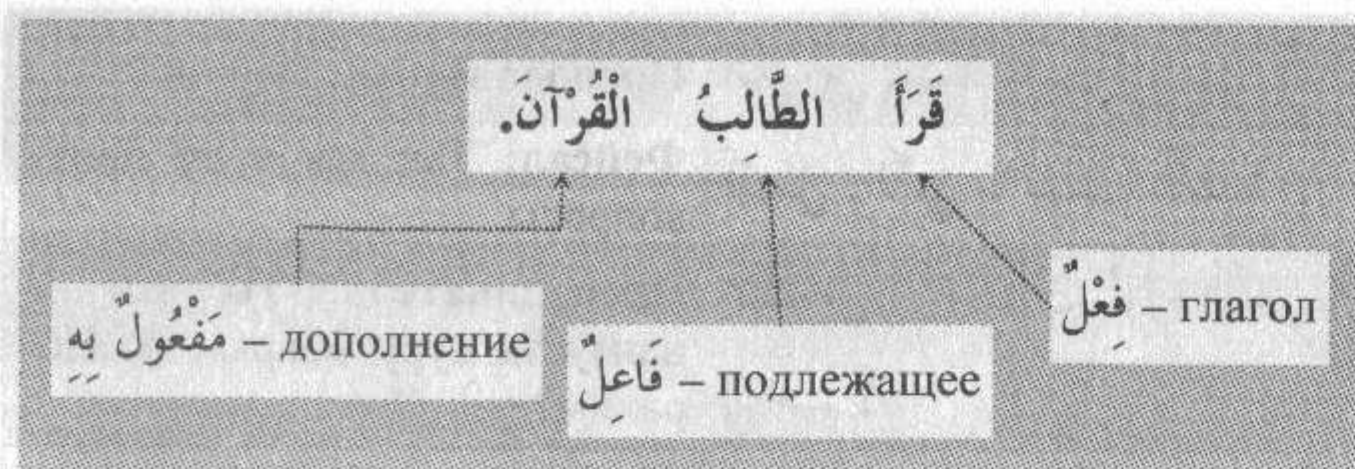 قَرَأَ الطَّالِبُ الْقُرْآنَ.
فِعْلٌ – глагол
فَاعِلٌ – подлежащее
مَفْعُولٌ بِهِ – дополнение